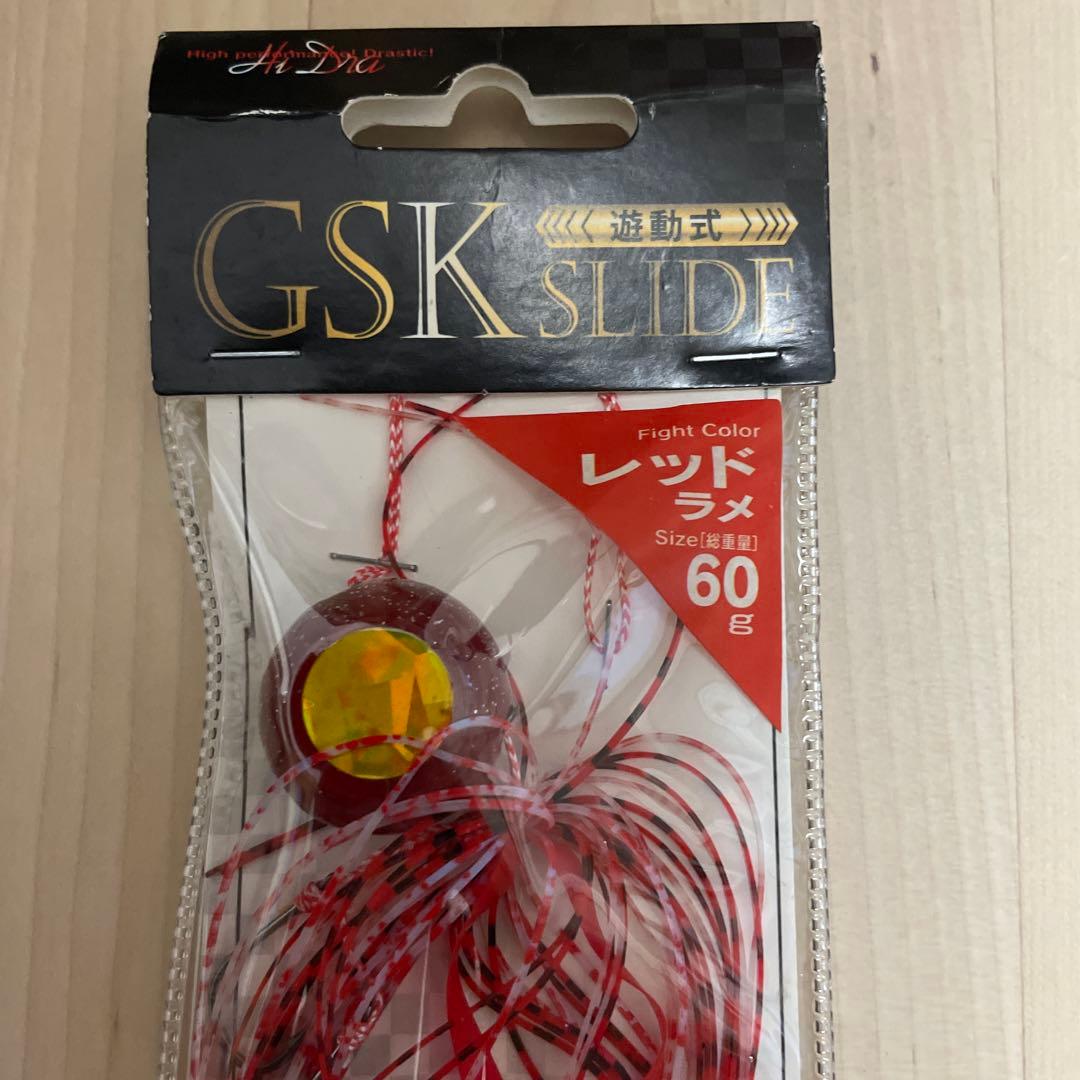 High performance! Drastic!
Hi Dra
GSK
遊動式
SLIDE
Fight Color
レッド
ラメ
Size[総重量]
60
g